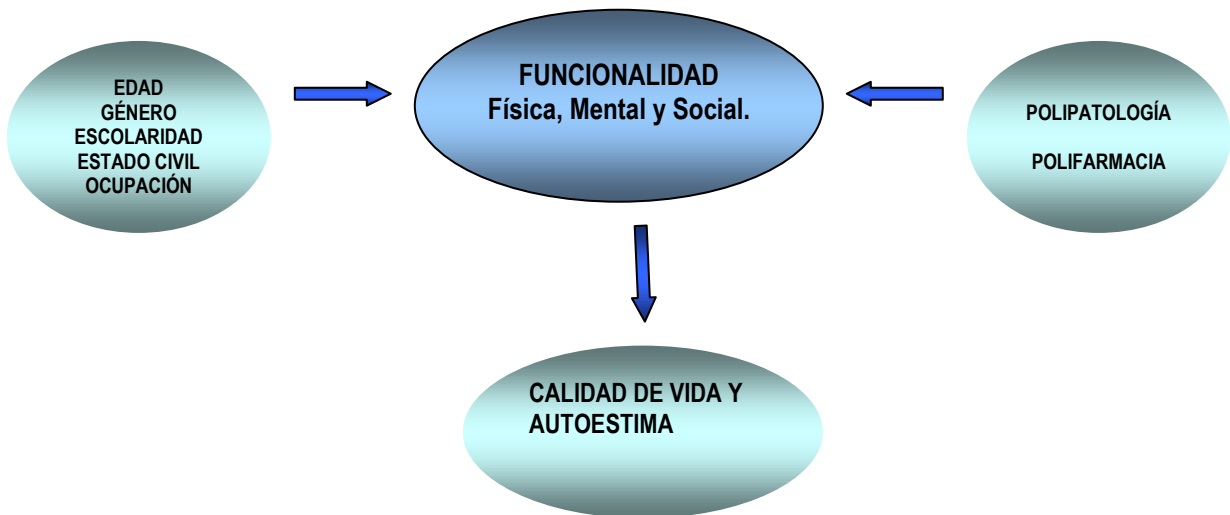 EDAD
GÉNERO
ESCOLARIDAD
ESTADO CIVIL
OCUPACIÓN
FUNCIONALIDAD
Física, Mental y Social.
POLIPATOLOGÍA
POLIFARMACIA
CALIDAD DE VIDA Y
AUTOESTIMA